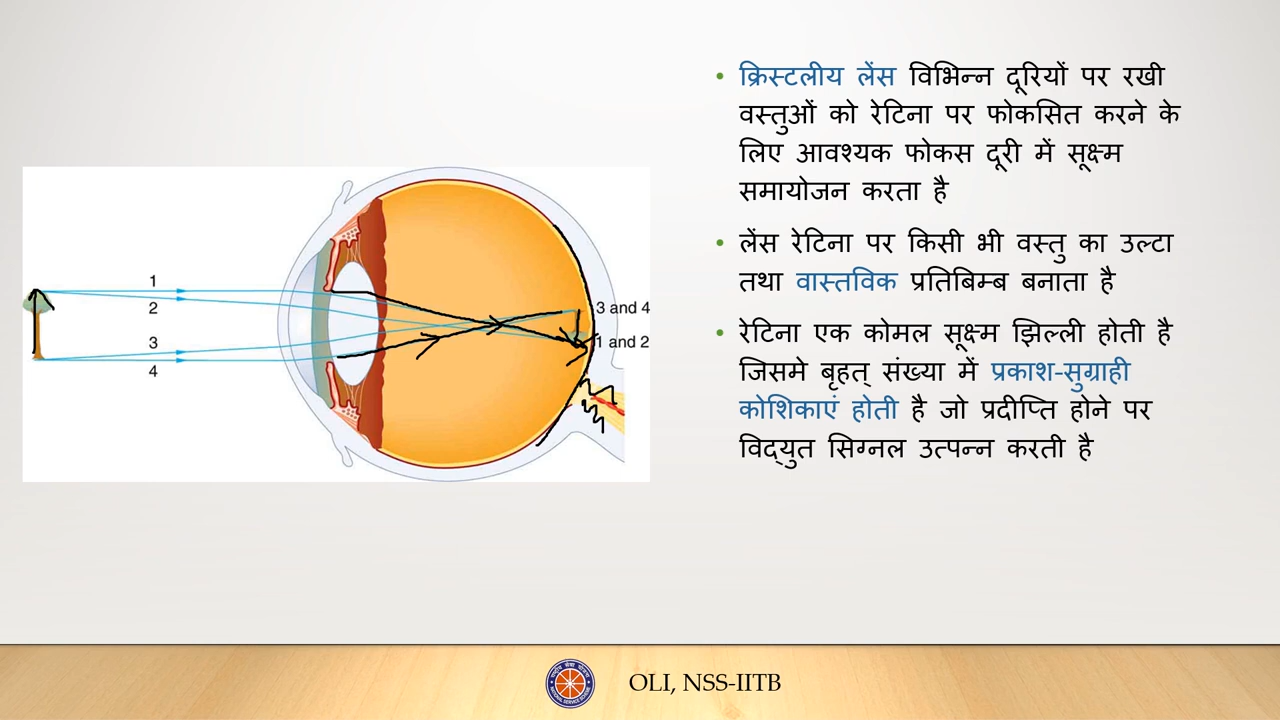 क्रिस्टलीय लेंस विभिन्न दूरियों पर रखी
वस्तुओं को रेटिना पर फोकसित करने के
लिए आवश्यक फोकस दूरी में सूक्ष्म
समायोजन करता है
लेंस रेटिना पर किसी भी वस्तु का उल्टा
तथा वास्तविक प्रतिबिम्ब बनाता है
रेटिना एक कोमल सूक्ष्म झिल्ली होती है
जिसमे बृहत् संख्या में प्रकाश-सुग्राही
कोशिकाएं होती है जो प्रदीप्ति होने पर
विद्युत सिग्नल उत्पन्न करती है
1
2
3
4
3 and 4
1 and 2
OLI, NSS-IITB